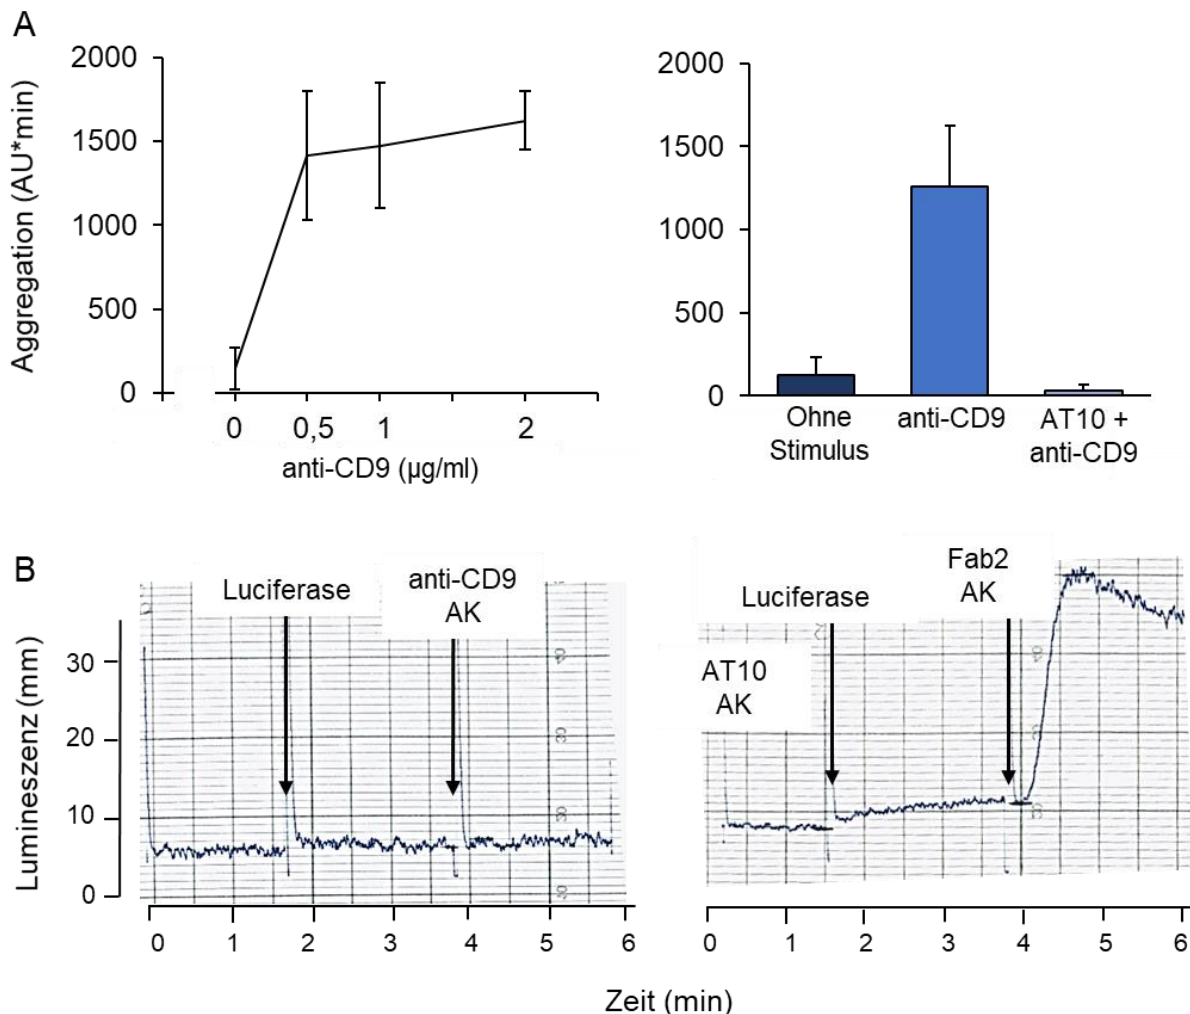 A
Aggregation (AU*min)
2000
1500
1000
500
0
0 0,5 1 2
anti-CD9 (µg/ml)
2000
1500
1000
500
0
Ohne
Stimulus
anti-CD9
AT10 +
anti-CD9
B
Lumineszenz (mm)
30
20
10
0
Luciferase
anti-CD9
AK
0 1 2 3 4 5 6
AT10
AK
Luciferase
Fab2
AK
0 1 2 3 4 5 6
Zeit (min)